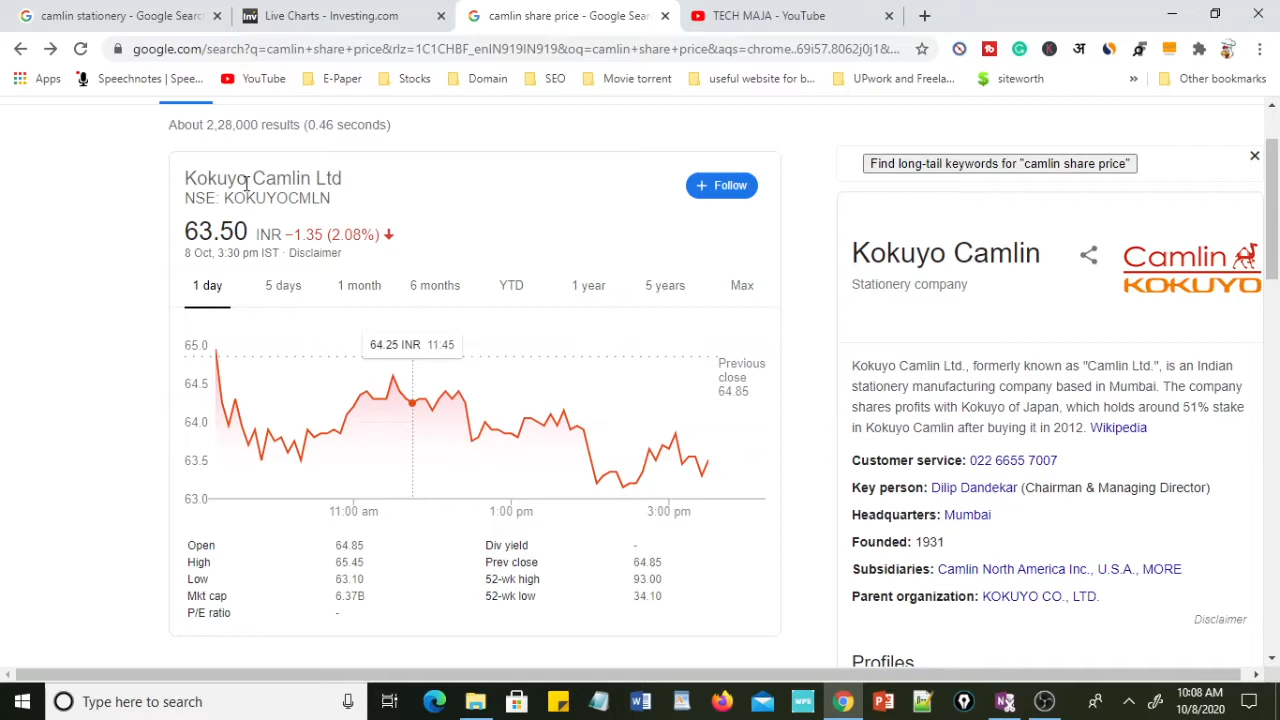 camlin stationery - Google Searc
Live Charts - Investing.com
camlin share price - Google Sear
TECH MAJA - YouTube
google.com/search?q=camlin+share+price&rlz=1C1CHBF_enIN919IN919&oq=camlin+share+price&aqs=chrome..69i57.8062j0j1&...
Apps
Speechnotes | Spee...
YouTube
E-Paper
Stocks
Domain
SEO
Movie torrent
useful website for b...
UPwork and Freela...
siteworth
Other bookmarks
About 2,28,000 results (0.46 seconds)
Kokuyo Camlin Ltd
NSE: KOKUYOCMLN
+ Follow
63.50 INR −1.35 (2.08%)
8 Oct, 3:30 pm IST · Disclaimer
1 day 5 days 1 month 6 months YTD 1 year 5 years Max
64.25 INR 11:45
65.0
64.5
64.0
63.5
63.0
Previous
close
64.85
11:00 am 1:00 pm 3:00 pm
Open 64.85 Div yield -
High 65.45 Prev close 64.85
Low 63.10 52-wk high 93.00
Mkt cap 6.37B 52-wk low 34.10
P/E ratio -
Find long-tail keywords for "camlin share price"
Kokuyo Camlin
Stationery company
Camlin
KOKUYO
Kokuyo Camlin Ltd., formerly known as "Camlin Ltd.", is an Indian
stationery manufacturing company based in Mumbai. The company
shares profits with Kokuyo of Japan, which holds around 51% stake
in Kokuyo Camlin after buying it in 2012. Wikipedia
Customer service: 022 6655 7007
Key person: Dilip Dandekar (Chairman & Managing Director)
Headquarters: Mumbai
Founded: 1931
Subsidiaries: Camlin North America Inc., U.S.A., MORE
Parent organization: KOKUYO CO., LTD.
Disclaimer
Profiles
Type here to search
10:08 AM
10/8/2020